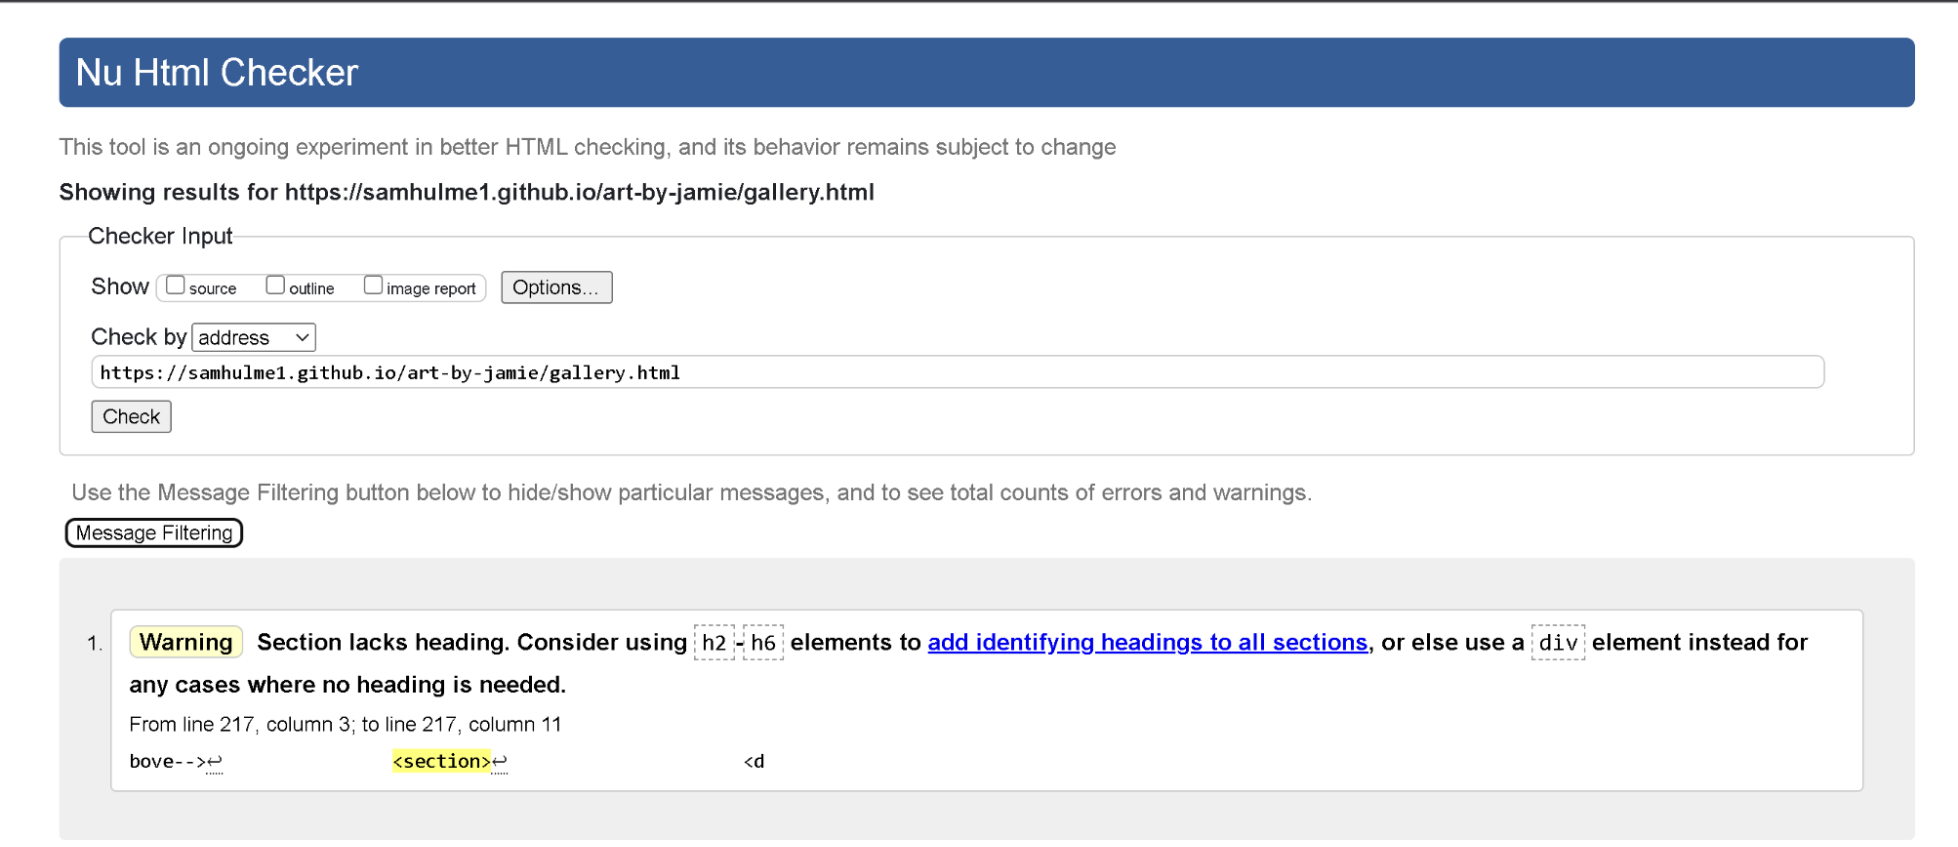 Nu Html Checker
This tool is an ongoing experiment in better HTML checking, and its behavior remains subject to change
Showing results for https://samhulme1.github.io/art-by-jamie/gallery.html
Checker Input
Show source outline image report Options...
Check by address
https://samhulme1.github.io/art-by-jamie/gallery.html
Check
Use the Message Filtering button below to hide/show particular messages, and to see total counts of errors and warnings.
Message Filtering
1. Warning Section lacks heading. Consider using h2-h6 elements to add identifying headings to all sections, or else use a div element instead for
any cases where no heading is needed.
From line 217, column 3; to line 217, column 11
bove-->↩ <section>↩ <d